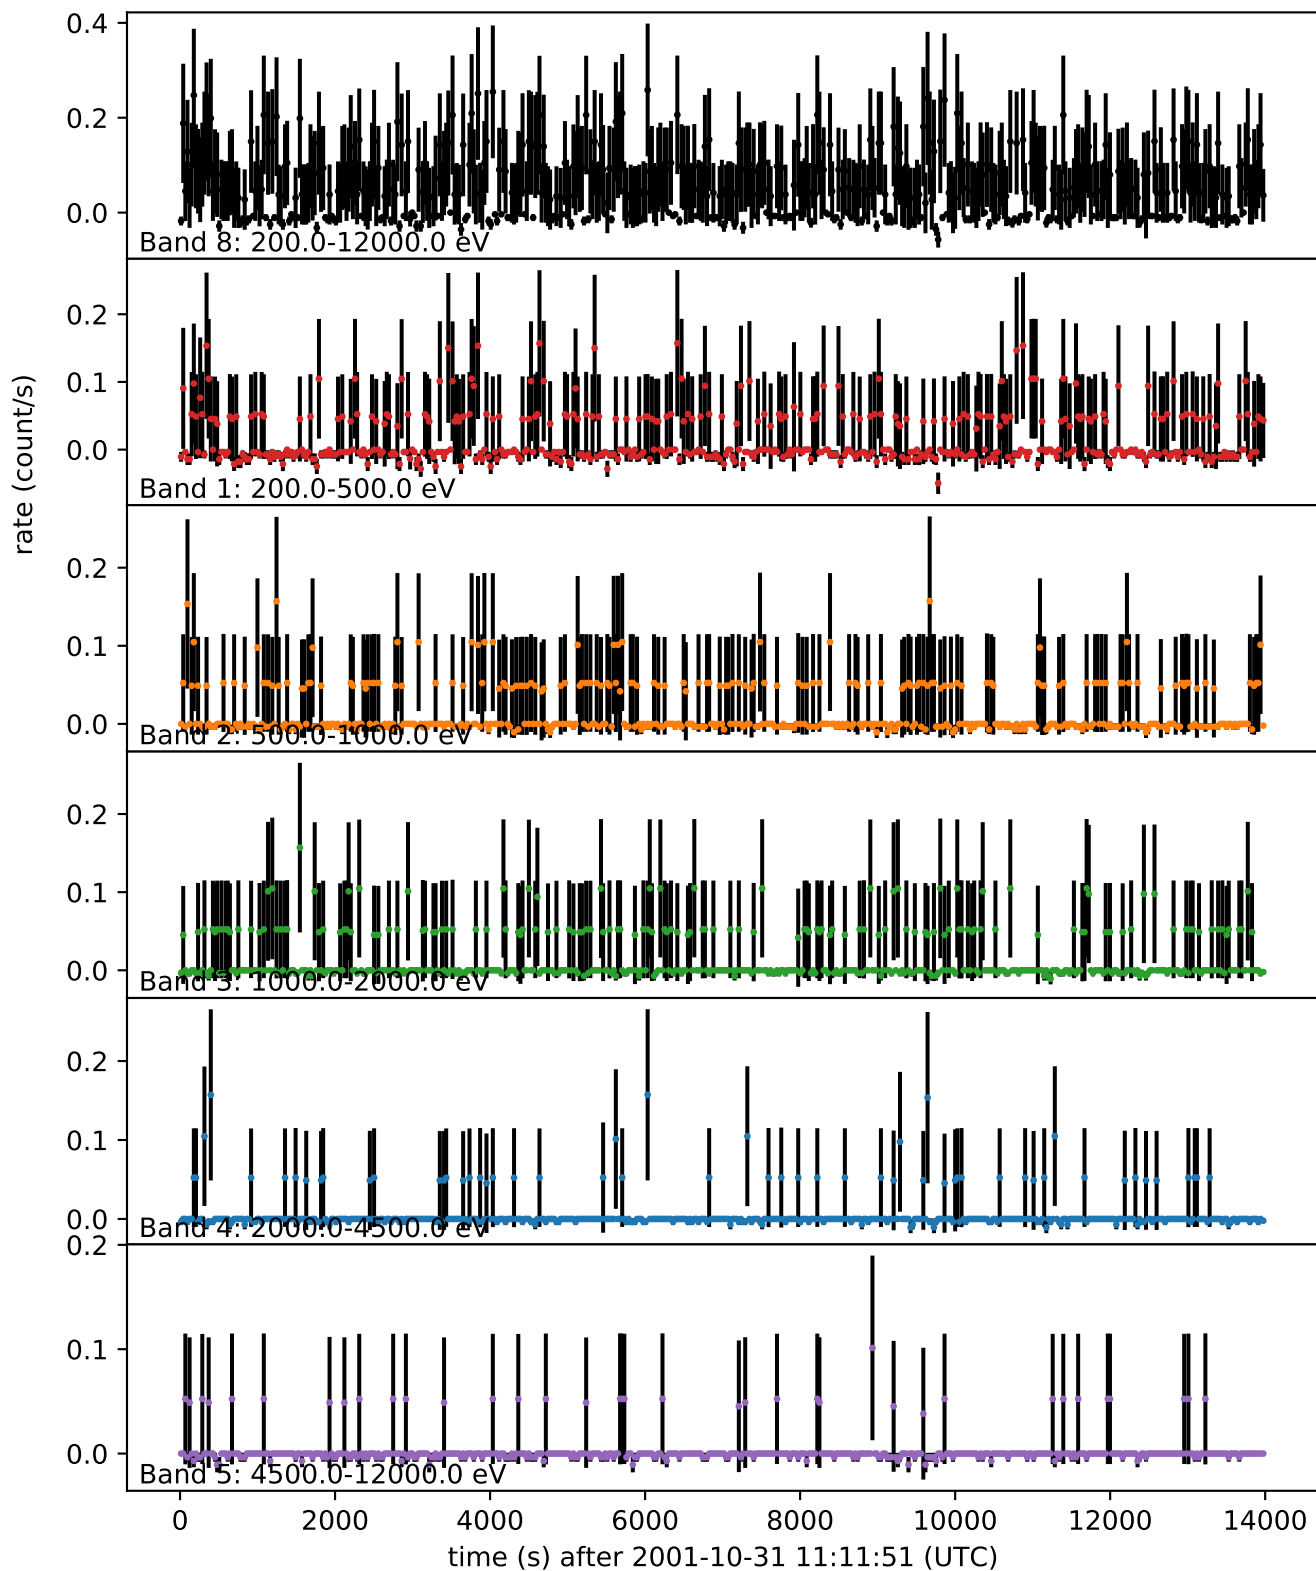 0.4
0.2
0.0
Band 8: 200.0-12000.0 eV
0.2
0.1
0.0
Band 1: 200.0-500.0 eV
rate (count/s)
0.2
0.1
0.0
Band 2: 500.0-1000.0 eV
0.2
0.1
0.0
Band 3: 1000.0-2000.0 eV
0.2
0.1
0.0
Band 4: 2000.0-4500.0 eV
0.2
0.1
0.0
Band 5: 4500.0-12000.0 eV
0 2000 4000 6000 8000 10000 12000 14000
time (s) after 2001-10-31 11:11:51 (UTC)